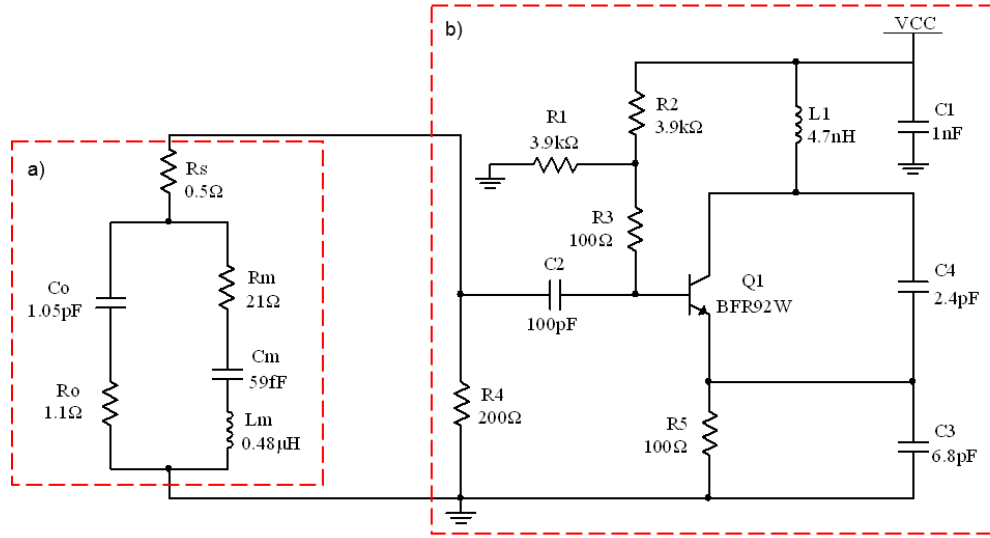 b)
VCC
R1
3.9kΩ
R2
3.9kΩ
L1
4.7nH
C1
1nF
a)
Rs
0.5Ω
R3
100Ω
Co
1.05pF
Rm
21Ω
C2
100pF
Q1
BFR92W
C4
2.4pF
Ro
1.1Ω
Cm
59fF
Lm
0.48µH
R4
200Ω
R5
100Ω
C3
6.8pF